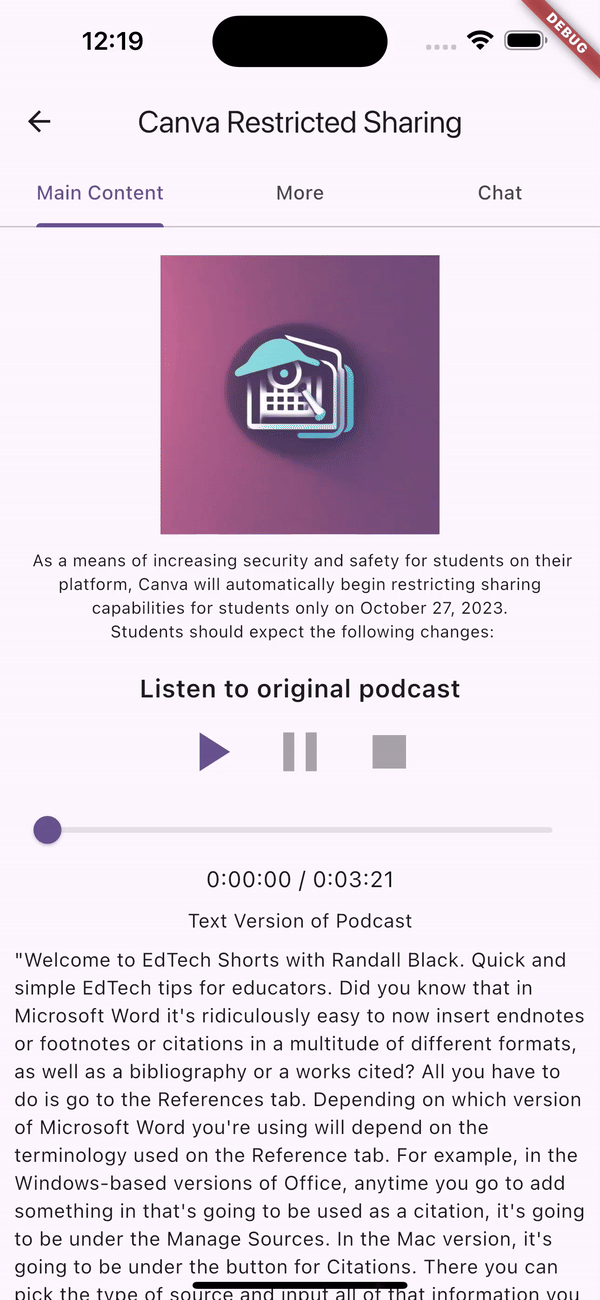 12:19
DEBUG
Canva Restricted Sharing
Main Content
More
Chat
As a means of increasing security and safety for students on their
platform, Canva will automatically begin restricting sharing
capabilities for students only on October 27, 2023.
Students should expect the following changes:
Listen to original podcast
0:00:00 / 0:03:21
Text Version of Podcast
"Welcome to EdTech Shorts with Randall Black. Quick and
simple EdTech tips for educators. Did you know that in
Microsoft Word it's ridiculously easy to now insert endnotes
or footnotes or citations in a multitude of different formats,
as well as a bibliography or a works cited? All you have to
do is go to the References tab. Depending on which version
of Microsoft Word you're using will depend on the
terminology used on the Reference tab. For example, in the
Windows-based versions of Office, anytime you go to add
something in that's going to be used as a citation, it's going
to be under the Manage Sources. In the Mac version, it's
going to be under the button for Citations. There you can
pick the type of source and input all of that information you